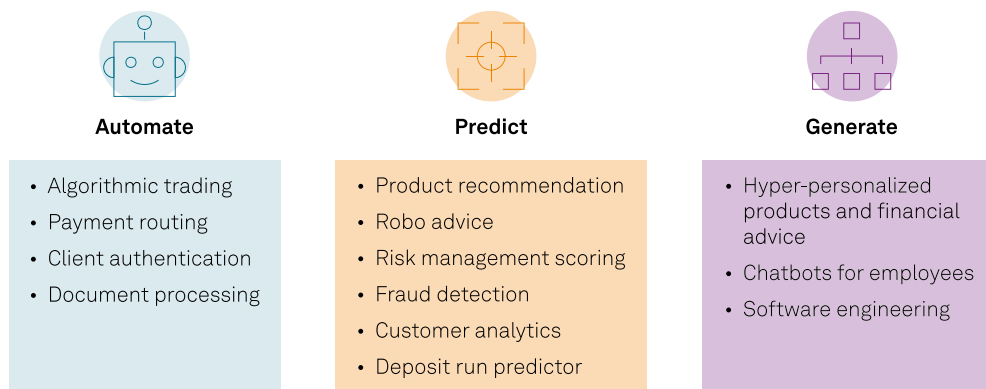 Automate
• Algorithmic trading
• Payment routing
• Client authentication
• Document processing
Predict
• Product recommendation
• Robo advice
• Risk management scoring
• Fraud detection
• Customer analytics
• Deposit run predictor
Generate
• Hyper-personalized
products and financial
advice
• Chatbots for employees
• Software engineering